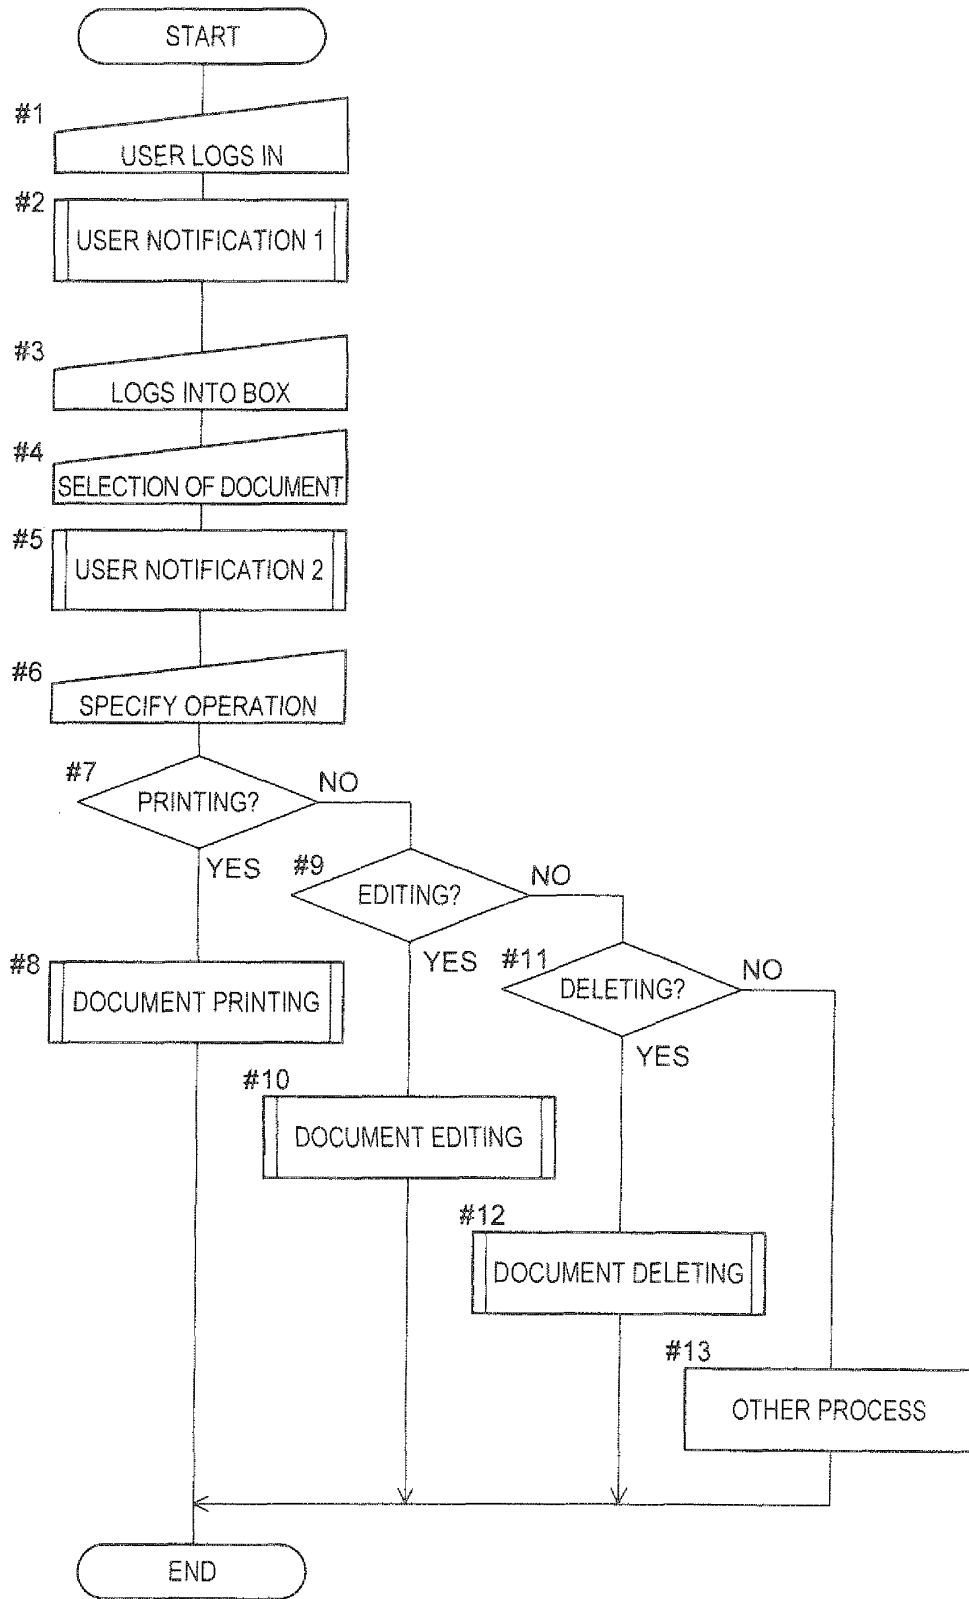 START
#1
USER LOGS IN
#2
USER NOTIFICATION 1
#3
LOGS INTO BOX
#4
SELECTION OF DOCUMENT
#5
USER NOTIFICATION 2
#6
SPECIFY OPERATION
#7
PRINTING?
NO
YES
#9
EDITING?
NO
YES
#11
DELETING?
NO
YES
#8
DOCUMENT PRINTING
#10
DOCUMENT EDITING
#12
DOCUMENT DELETING
#13
OTHER PROCESS
END